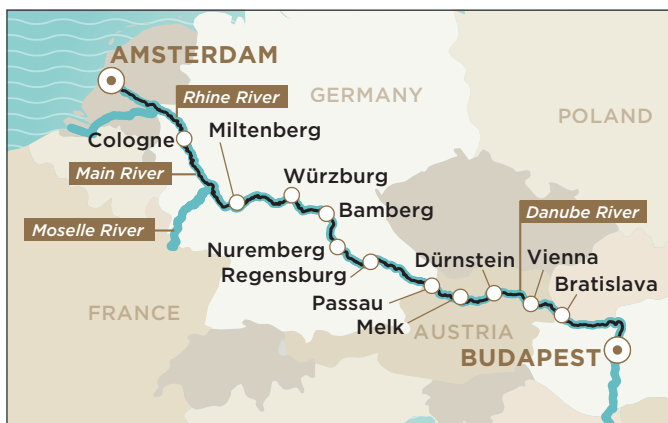 AMSTERDAM
Rhine River
GERMANY
POLAND
Cologne
Miltenberg
Main River
Würzburg
Bamberg
Moselle River
Danube River
Nuremberg
Dürnstein
Vienna
Regensburg
Bratislava
Passau
FRANCE
Melk
AUSTRIA
BUDAPEST